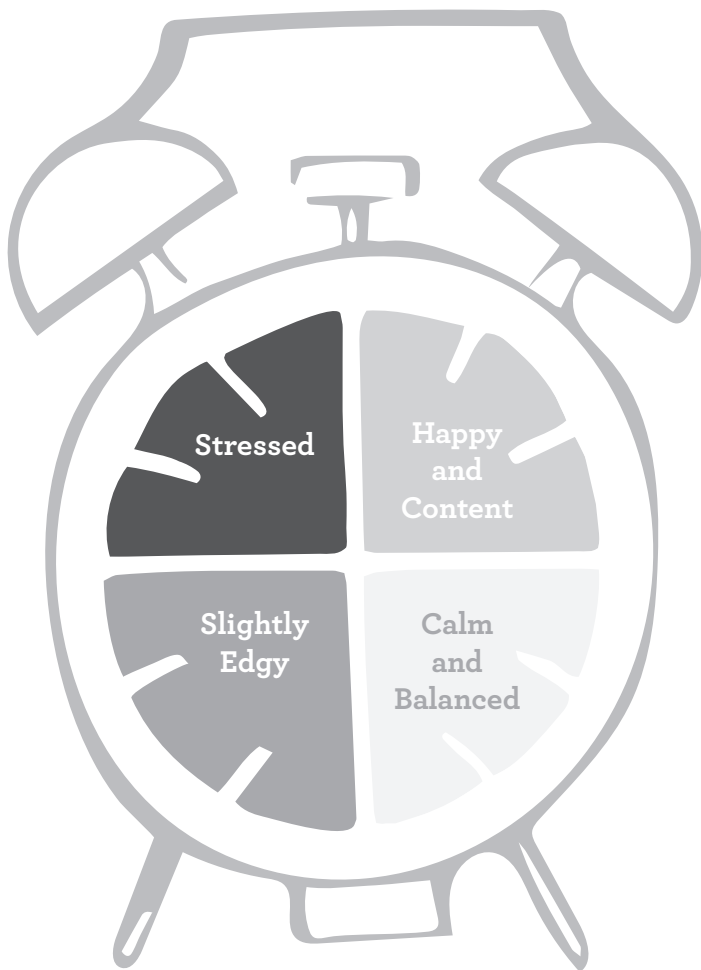 Stressed
Happy
and
Content
Slightly
Edgy
Calm
and
Balanced